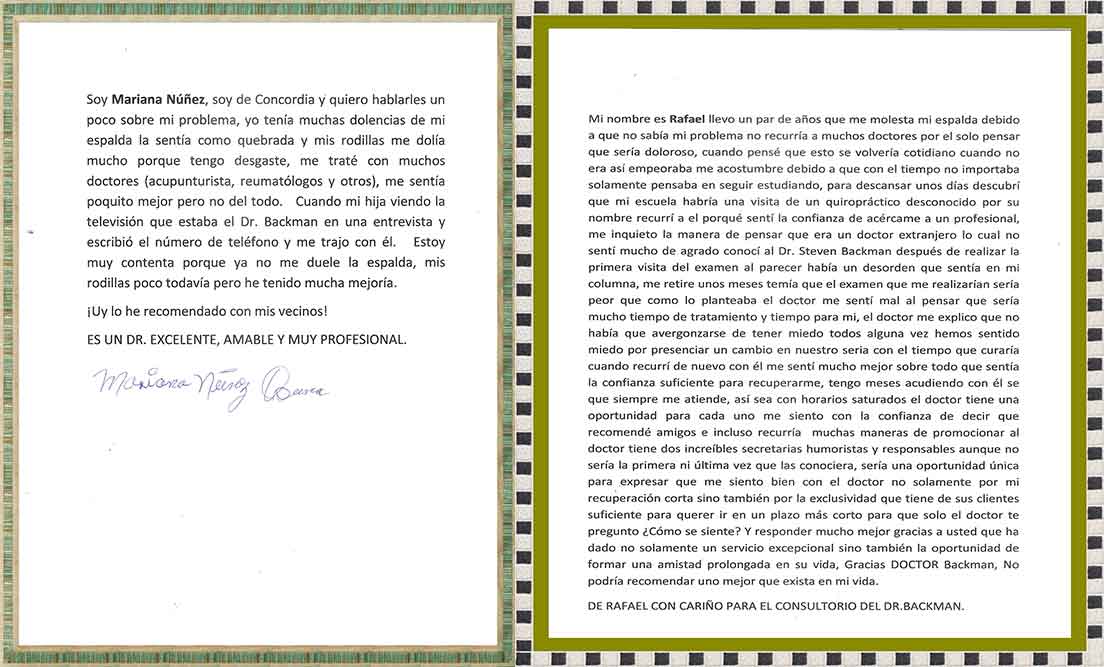 Soy Mariana Núñez, soy de Concordia y quiero hablarles un
poco sobre mi problema, yo tenía muchas dolencias de mi
espalda la sentía como quebrada y mis rodillas me dolía
mucho porque tengo desgaste, me traté con muchos
doctores (acupunturista, reumatólogos y otros), me sentía
poquito mejor pero no del todo. Cuando mi hija viendo la
televisión que estaba el Dr. Backman en una entrevista y
escribió el número de teléfono y me trajo con él. Estoy
muy contenta porque ya no me duele la espalda, mis
rodillas poco todavía pero he tenido mucha mejoría.
¡Uy lo he recomendado con mis vecinos!
ES UN DR. EXCELENTE, AMABLE Y MUY PROFESIONAL.
Mariana Núñez
Mi nombre es Rafael llevo un par de años que me molesta mi espalda debido
a que no sabía mi problema no recurría a muchos doctores por el solo pensar
que sería doloroso, cuando pensé que esto se volvería cotidiano cuando no
era así empeoraba me acostumbre debido a que con el tiempo no importaba
solamente pensaba en seguir estudiando, para descansar unos días descubrí
que mi escuela habría una visita de un quiropráctico desconocido por su
nombre recurrí a el porqué sentí la confianza de acércame a un profesional,
me inquieto la manera de pensar que era un doctor extranjero lo cual no
sentí mucho de agrado conocí al Dr. Steven Backman después de realizar la
primera visita del examen al parecer había un desorden que sentía en mi
columna, me retire unos meses temía que el examen que me realizarían sería
peor que como lo planteaba el doctor me sentí mal al pensar que sería
mucho tiempo de tratamiento y tiempo para mi, el doctor me explico que no
había que avergonzarse de tener miedo todos alguna vez hemos sentido
miedo por presenciar un cambio en nuestro seria con el tiempo que curaría
cuando recurrí de nuevo con él me sentí mucho mejor sobre todo que sentía
la confianza suficiente para recuperarme, tengo meses acudiendo con él se
que siempre me atiende, así sea con horarios saturados el doctor tiene una
oportunidad para cada uno me siento con la confianza de decir que
recomendé amigos e incluso recurría muchas maneras de promocionar al
doctor tiene dos increíbles secretarias humoristas y responsables aunque no
sería la primera ni última vez que las conociera, sería una oportunidad única
para expresar que me siento bien con el doctor no solamente por mi
recuperación corta sino también por la exclusividad que tiene de sus clientes
suficiente para querer ir en un plazo más corto para que solo el doctor te
pregunto ¿Cómo se siente? Y responder mucho mejor gracias a usted que ha
dado no solamente un servicio excepcional sino también la oportunidad de
formar una amistad prolongada en su vida, Gracias DOCTOR Backman, No
podría recomendar uno mejor que exista en mi vida.
DE RAFAEL CON CARIÑO PARA EL CONSULTORIO DEL DR.BACKMAN.